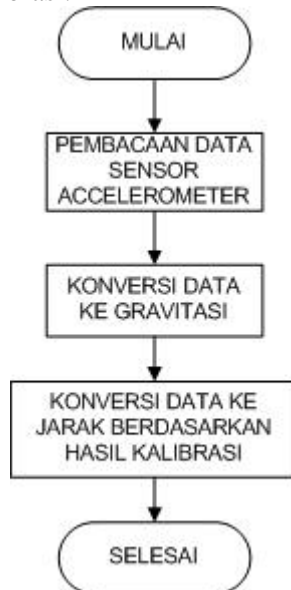 MULAI
PEMBACAAN DATA
SENSOR
ACCELEROMETER
KONVERSI DATA
KE GRAVITASI
KONVERSI DATA KE
JARAK BERDASARKAN
HASIL KALIBRASI
SELESAI